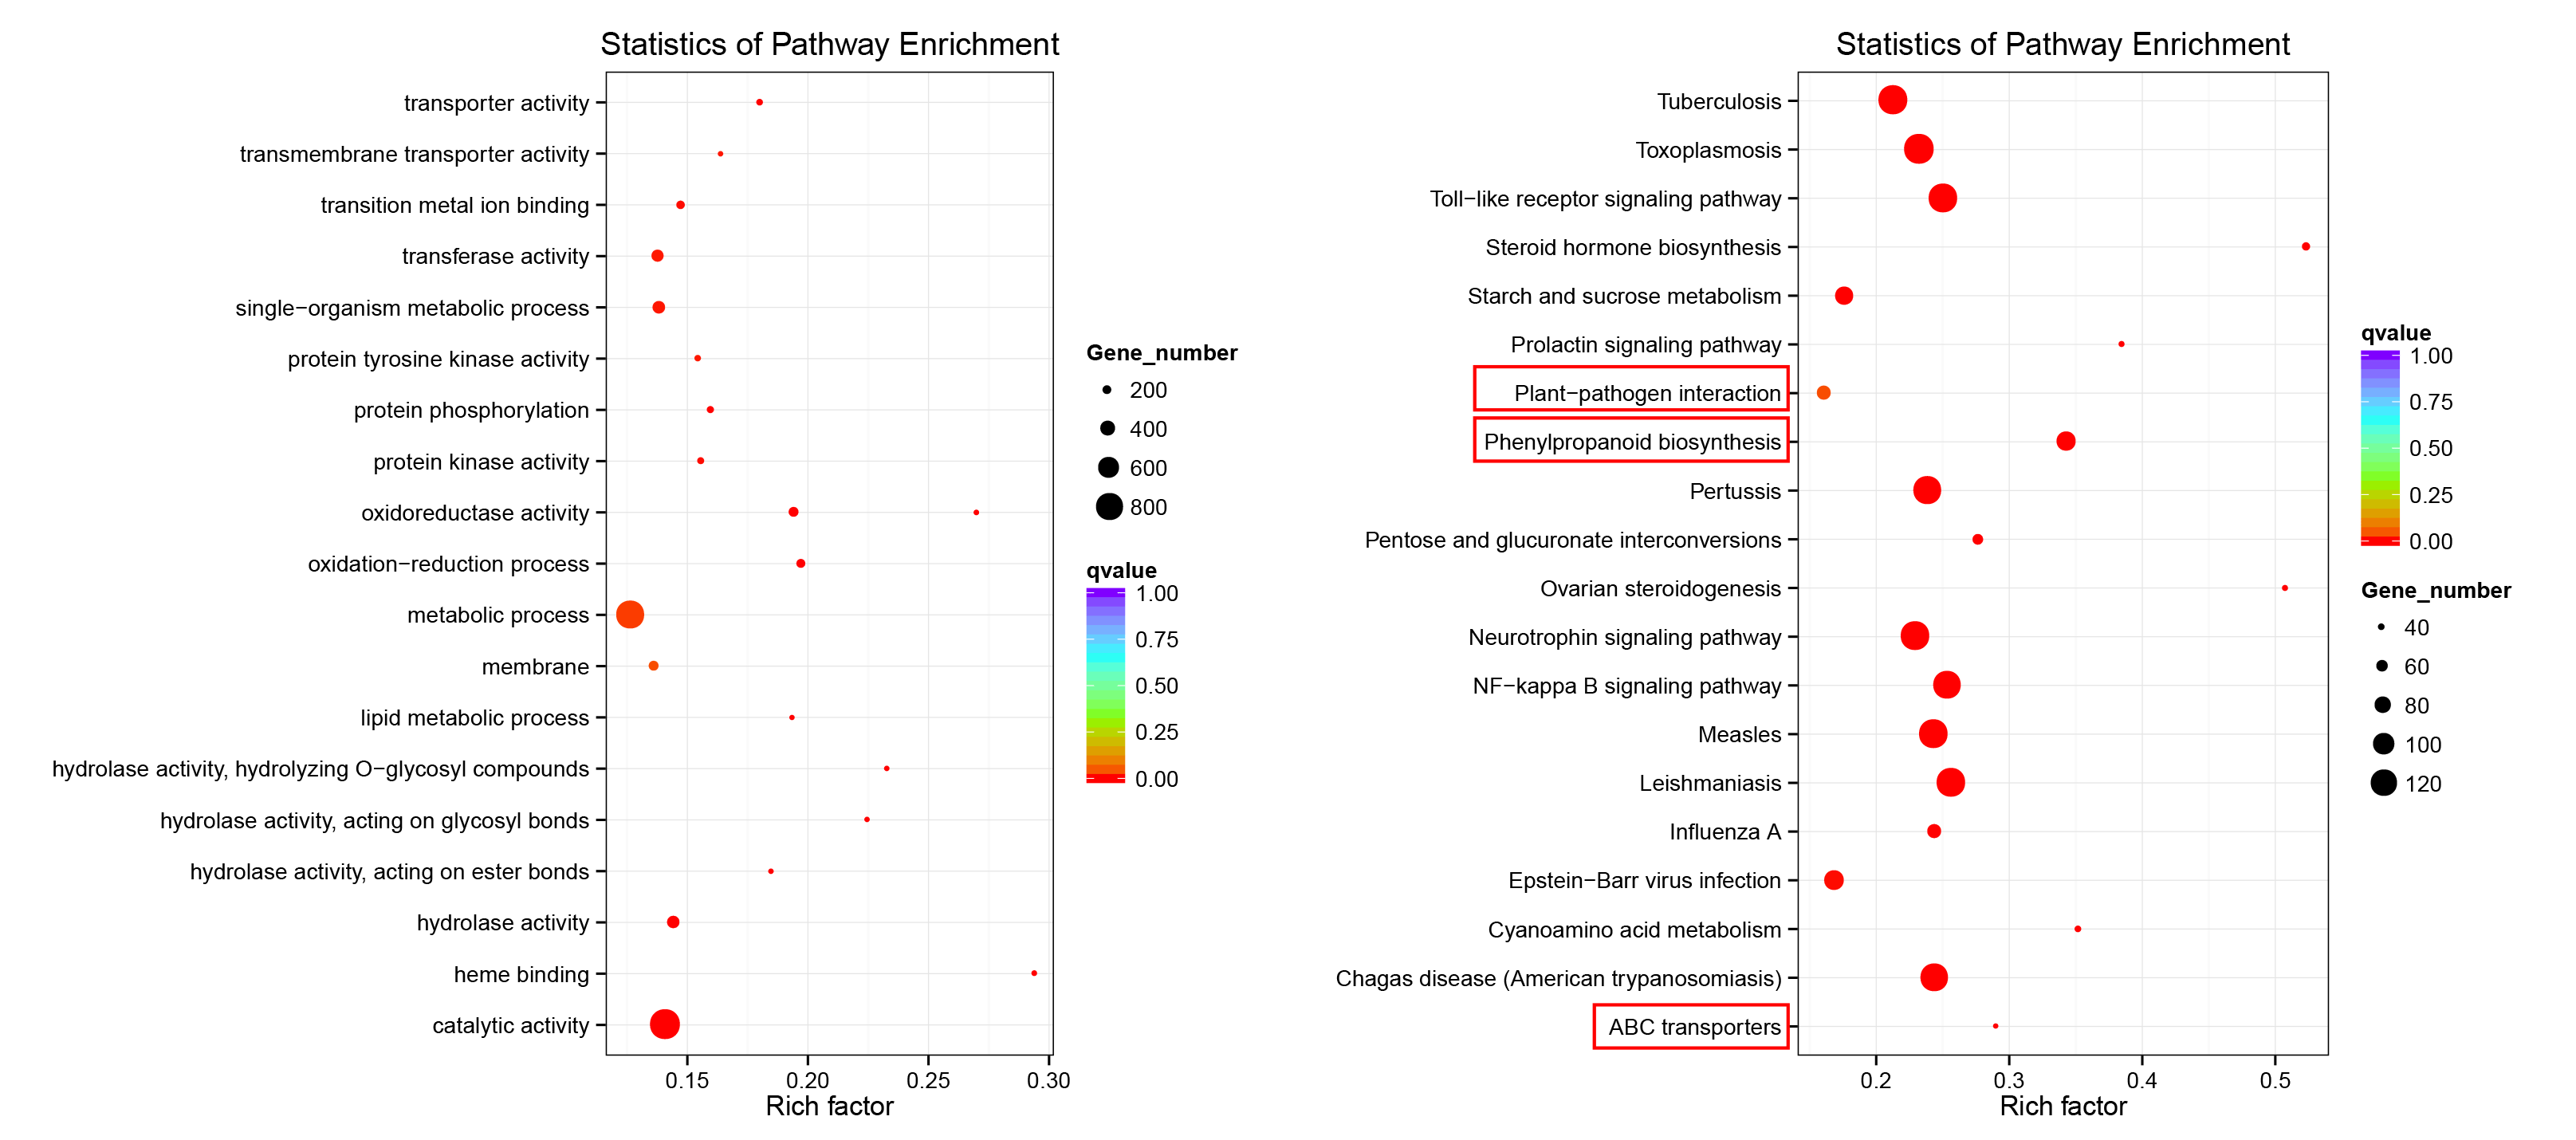 Statistics of Pathway Enrichment
transporter activity
transmembrane transporter activity
transition metal ion binding
transferase activity
single−organism metabolic process
protein tyrosine kinase activity
protein phosphorylation
protein kinase activity
oxidoreductase activity
oxidation−reduction process
metabolic process
membrane
lipid metabolic process
hydrolase activity, hydrolyzing O−glycosyl compounds
hydrolase activity, acting on glycosyl bonds
hydrolase activity, acting on ester bonds
hydrolase activity
heme binding
catalytic activity
0.15 0.20 0.25 0.30
Rich factor
Gene_number
200
400
600
800
qvalue
1.00
0.75
0.50
0.25
0.00
Statistics of Pathway Enrichment
Tuberculosis
Toxoplasmosis
Toll−like receptor signaling pathway
Steroid hormone biosynthesis
Starch and sucrose metabolism
Prolactin signaling pathway
Plant−pathogen interaction
Phenylpropanoid biosynthesis
Pertussis
Pentose and glucuronate interconversions
Ovarian steroidogenesis
Neurotrophin signaling pathway
NF−kappa B signaling pathway
Measles
Leishmaniasis
Influenza A
Epstein−Barr virus infection
Cyanoamino acid metabolism
Chagas disease (American trypanosomiasis)
ABC transporters
0.2 0.3 0.4 0.5
Rich factor
qvalue
1.00
0.75
0.50
0.25
0.00
Gene_number
40
60
80
100
120